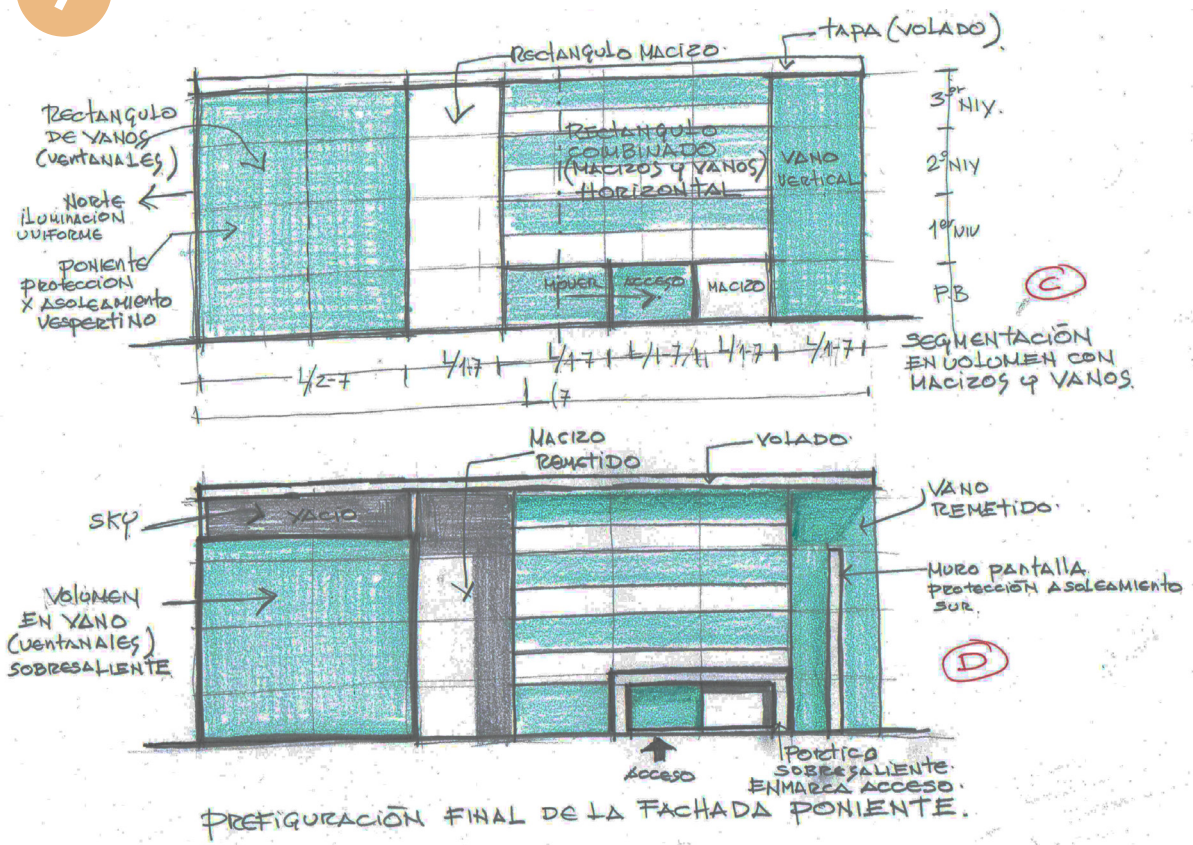 TAPA (VOLADO).
RECTANGULO MACIZO.
RECTANGULO
DE VANOS
(VENTANALES)
NORTE
ILUMINACION
UNIFORME
PONIENTE
PROTECCION
X ASOLEAMIENTO
VESPERTINO
RECTANGULO
COMBINADO
(MACIZOS Y VANOS)
HORIZONTAL
VANO
VERTICAL
MOVER
ACCESO
MACIZO
3er NIV.
2º NIV
1er NIV
P.B
C
SEGMENTACIÓN
EN VOLUMEN CON
MACIZOS Y VANOS.
L/2-7
L/1-7
L/1-7
L/1-7
L/1-7
L/1-7
L (7
MACIZO
REMETIDO
VOLADO.
SKY
VACIO
VANO
REMETIDO.
VOLUMEN
EN VANO
(VENTANALES)
SOBRESALIENTE
MURO PANTALLA
PROTECCIÓN ASOLEAMIENTO
SUR.
D
ACCESO
PORTICO
SOBRESALIENTE.
ENMARCA ACCESO.
PREFIGURACIÓN FINAL DE LA FACHADA PONIENTE.